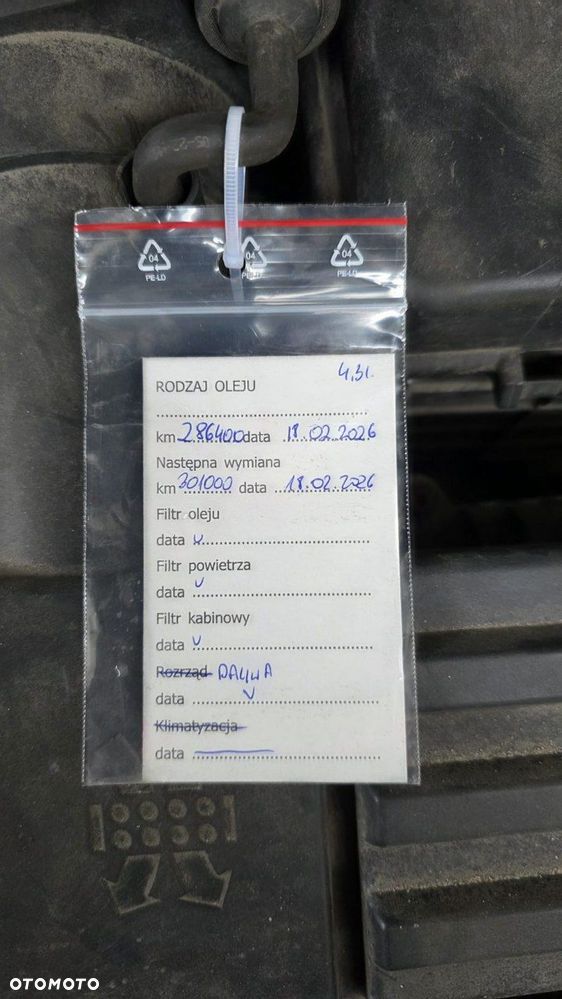 04 04 04
PE-LD PE-LD PE-LD
4,3l.
RODZAJ OLEJU
km 286400 data 18.02.2026
Następna wymiana
km 301000 data 18.02.2026
Filtr oleju
data v
Filtr powietrza
data v
Filtr kabinowy
data v
Rozrząd
data v
Klimatyzacja
data
OTOMOTO